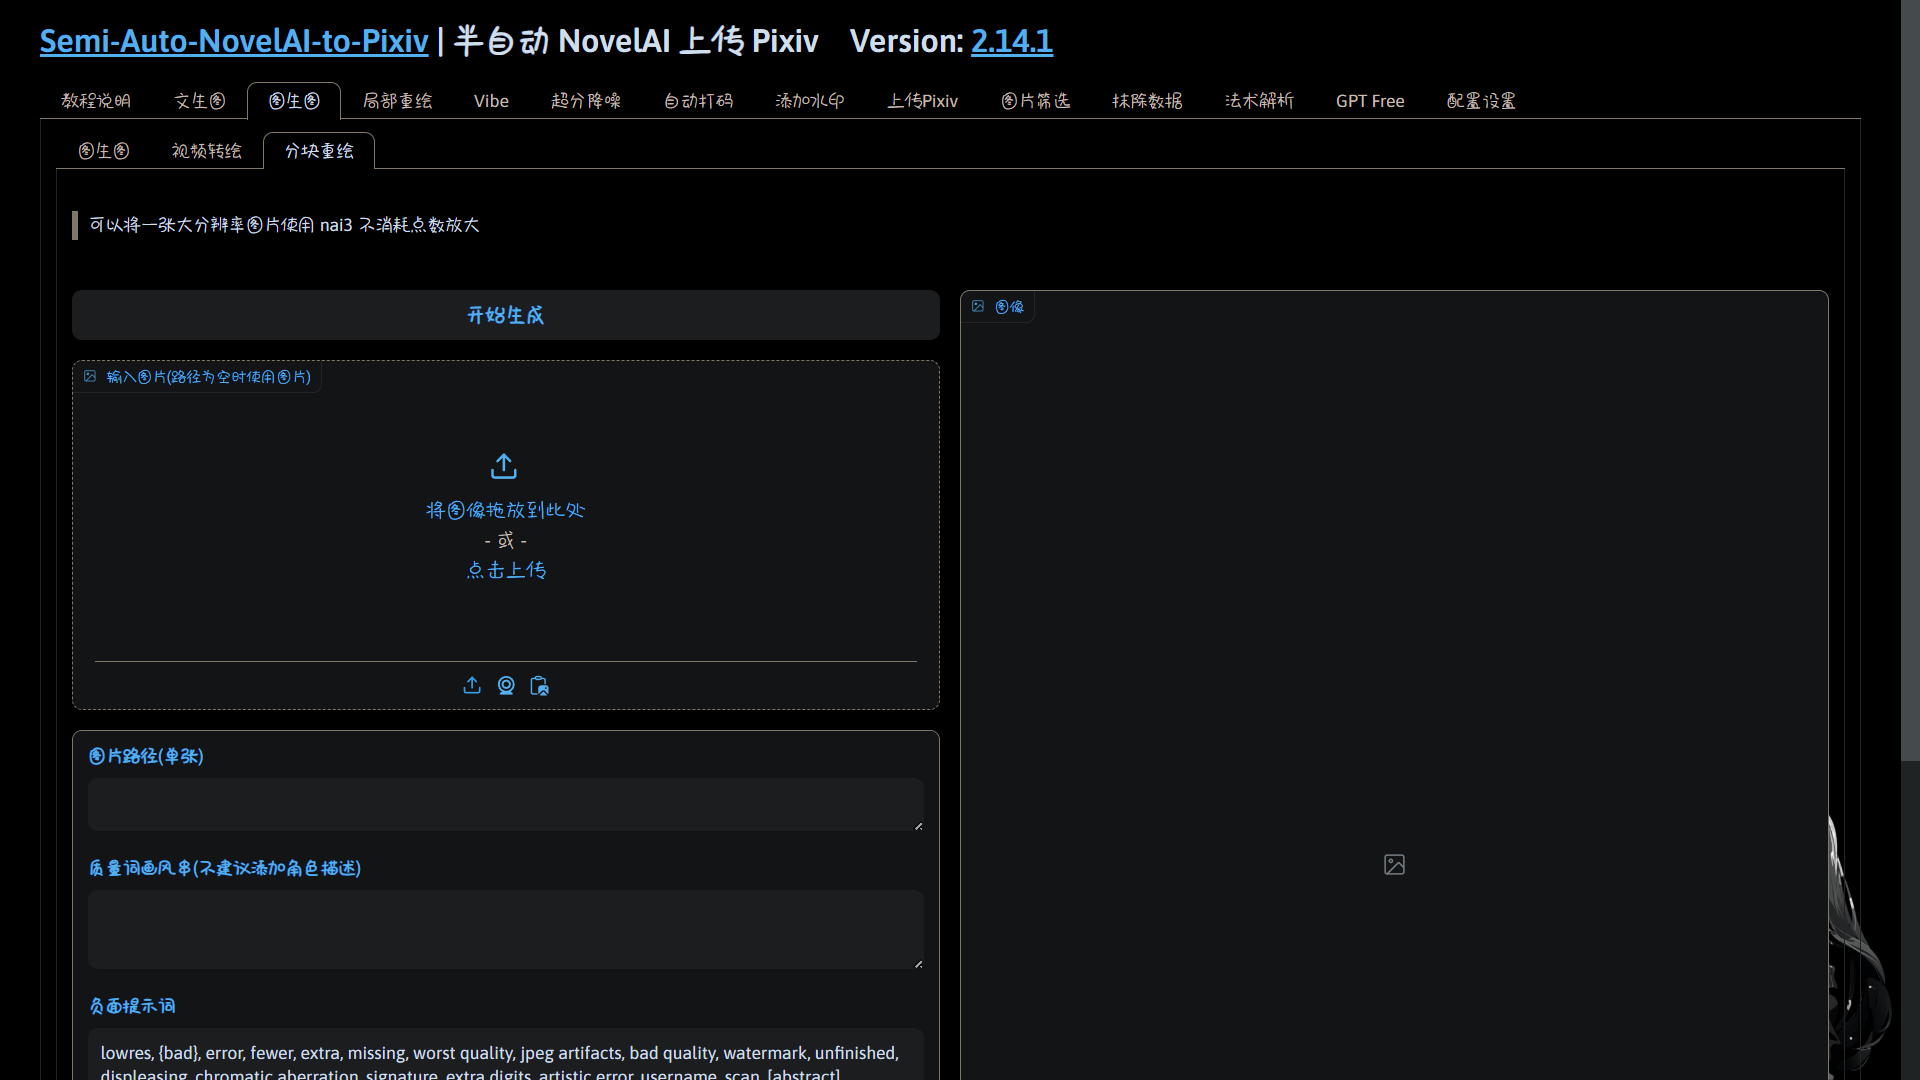 Semi-Auto-NovelAI-to-Pixiv | 半自动 NovelAI 上传 Pixiv Version: 2.14.1
教程说明 文生图 图生图 局部重绘 Vibe 超分降噪 自动打码 添加水印 上传Pixiv 图片筛选 抹除数据 法术解析 GPT Free 配置设置
图生图 视频转绘 分块重绘
可以将一张大分辨率图片使用 nai3 不消耗点数放大
开始生成
图像
输入图片(路径为空时使用图片)
将图像拖放到此处
- 或 -
点击上传
图片路径(单张)
质量词画风串(不建议添加角色描述)
负面提示词
lowres, {bad}, error, fewer, extra, missing, worst quality, jpeg artifacts, bad quality, watermark, unfinished,
displeasing, chromatic aberration, signature, extra digits, artistic error, username, scan, [abstract]